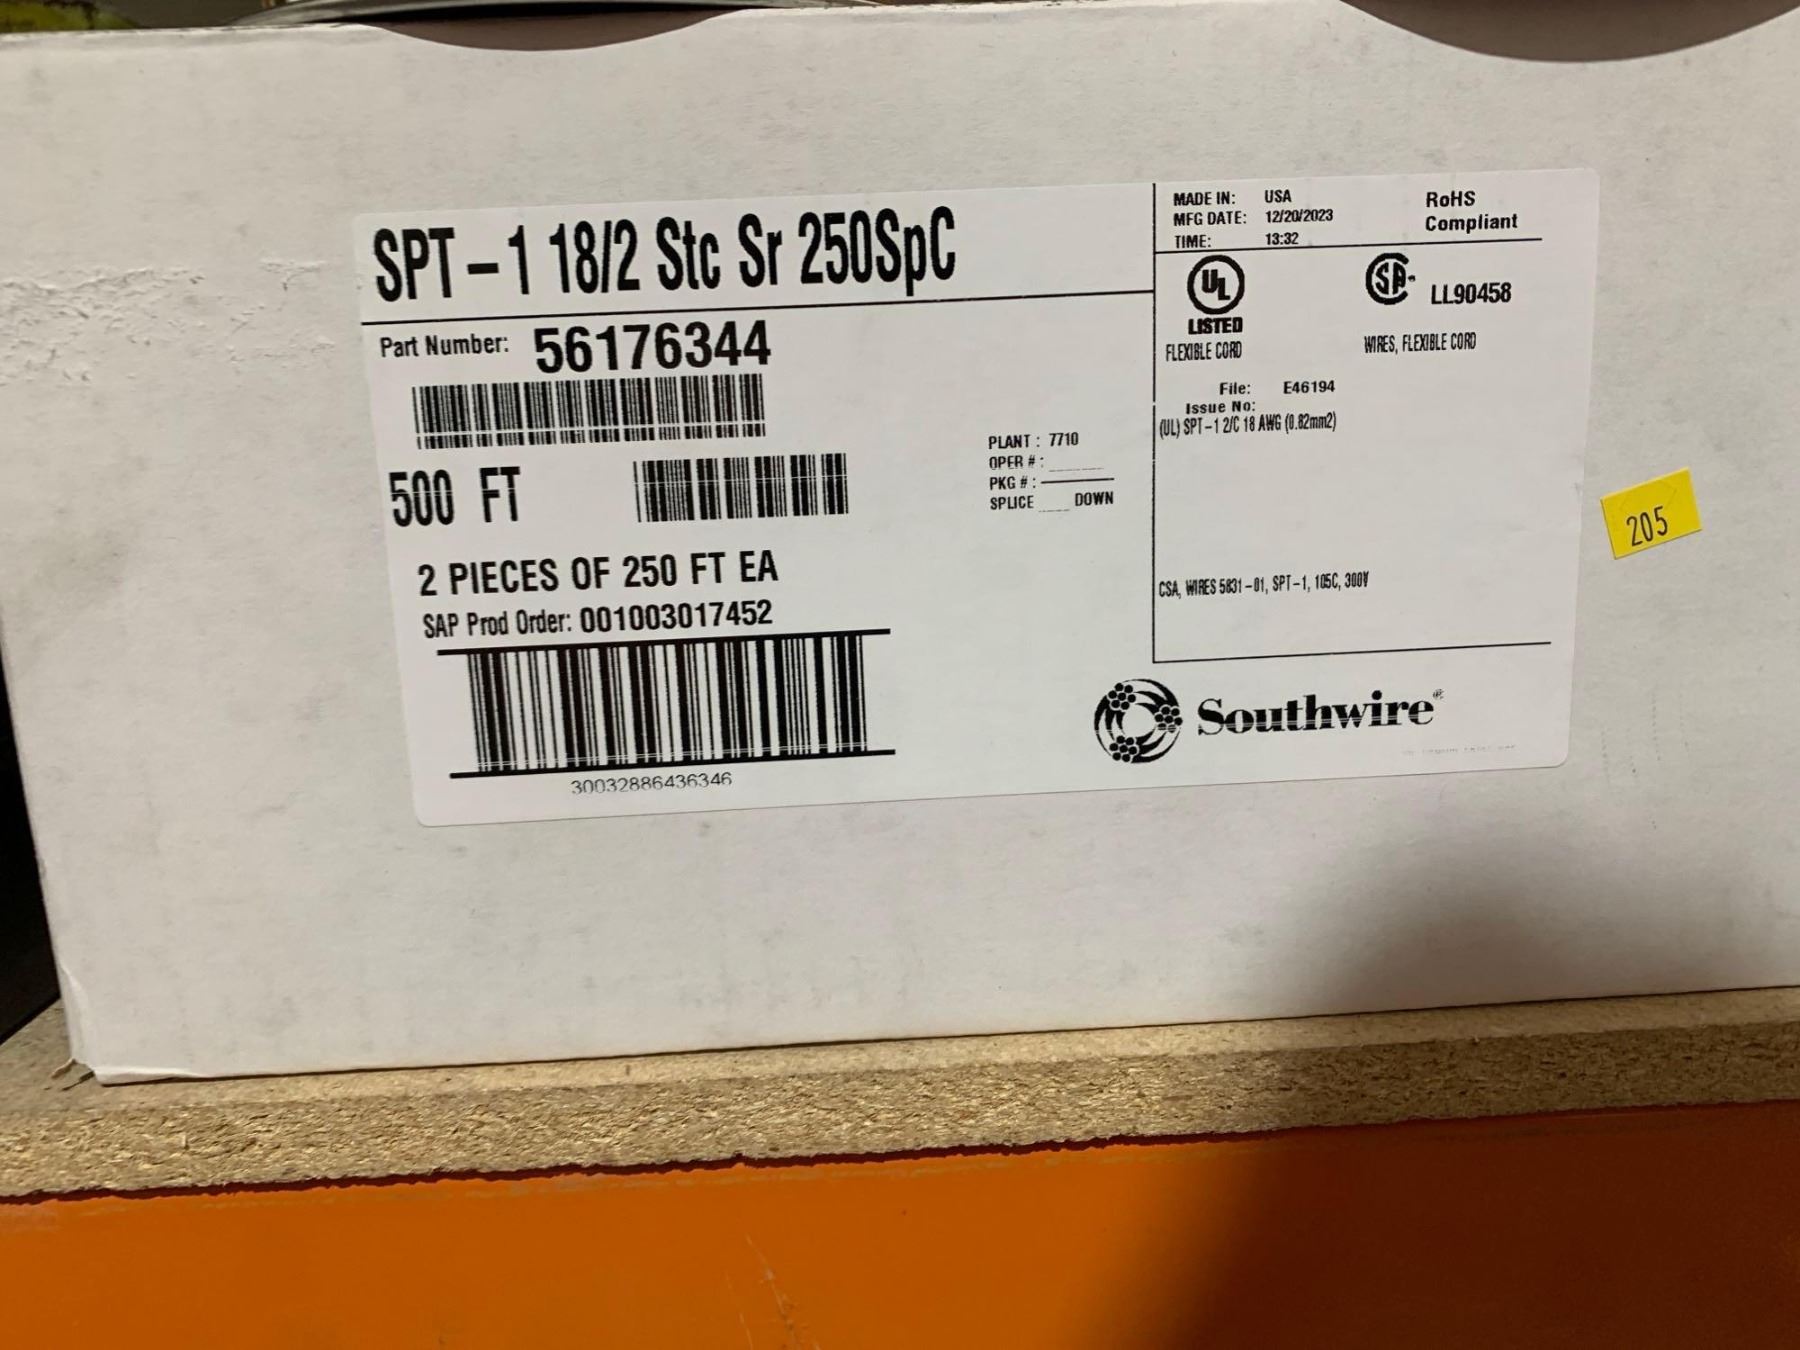 SPT-1 18/2 Stc Sr 250SpC
Part Number: 56176344
500 FT
2 PIECES OF 250 FT EA
SAP Prod Order: 001003017452
30032886436346
PLANT : 7710
OPER # :
PKG # :
SPLICE ____ DOWN
MADE IN: USA
MFG DATE: 12/20/2023
TIME: 13:32
RoHS
Compliant
UL
LISTED
FLEXIBLE CORD
SA LL90458
WIRES, FLEXIBLE CORD
File: E46194
Issue No:
(UL) SPT-1 2/C 18 AWG (0.82mm2)
CSA, WIRES 5831-01, SPT-1, 105C, 300V
Southwire®
205